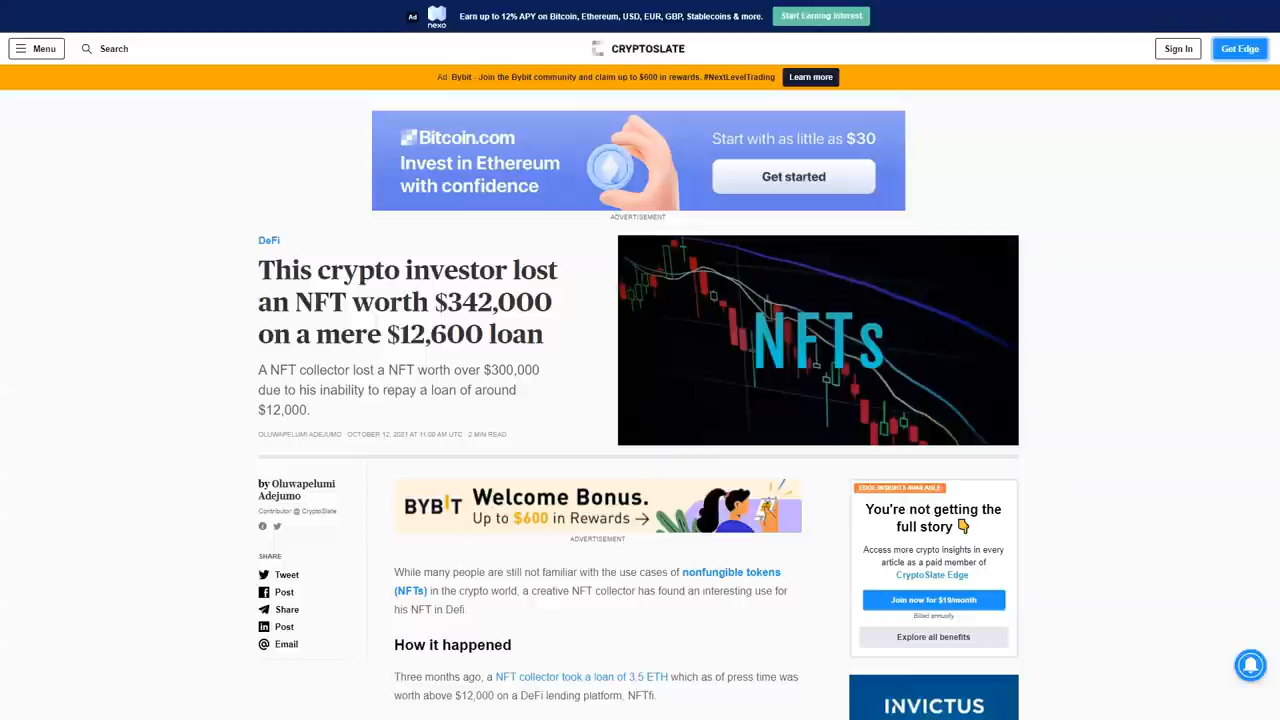 Ad nexo Earn up to 12% APY on Bitcoin, Ethereum, USD, EUR, GBP, Stablecoins & more. Start Earning Interest
Menu Search CRYPTOSLATE Sign In Get Edge
Ad Bybit - Join the Bybit community and claim up to $600 in rewards. #NextLevelTrading Learn more
Bitcoin.com
Invest in Ethereum
with confidence
Start with as little as $30
Get started
ADVERTISEMENT
DeFi
This crypto investor lost
an NFT worth $342,000
on a mere $12,600 loan
A NFT collector lost a NFT worth over $300,000
due to his inability to repay a loan of around
$12,000.
OLUWAPELUMI ADEJUMO OCTOBER 12, 2021 AT 11:00 AM UTC 2 MIN READ
NFTs
by Oluwapelumi
Adejumo
Contributor @ CryptoSlate
SHARE
Tweet
Post
Share
Post
Email
BYBIT Welcome Bonus.
Up to $600 in Rewards →
ADVERTISEMENT
While many people are still not familiar with the use cases of nonfungible tokens
(NFTs) in the crypto world, a creative NFT collector has found an interesting use for
his NFT in Defi.
How it happened
Three months ago, a NFT collector took a loan of 3.5 ETH which as of press time was
worth above $12,000 on a DeFi lending platform, NFTfi.
EDGE INSIGHTS AVAILABLE
You're not getting the
full story 👇
Access more crypto insights in every
article as a paid member of
CryptoSlate Edge
Join now for $19/month
Billed annually
Explore all benefits
INVICTUS